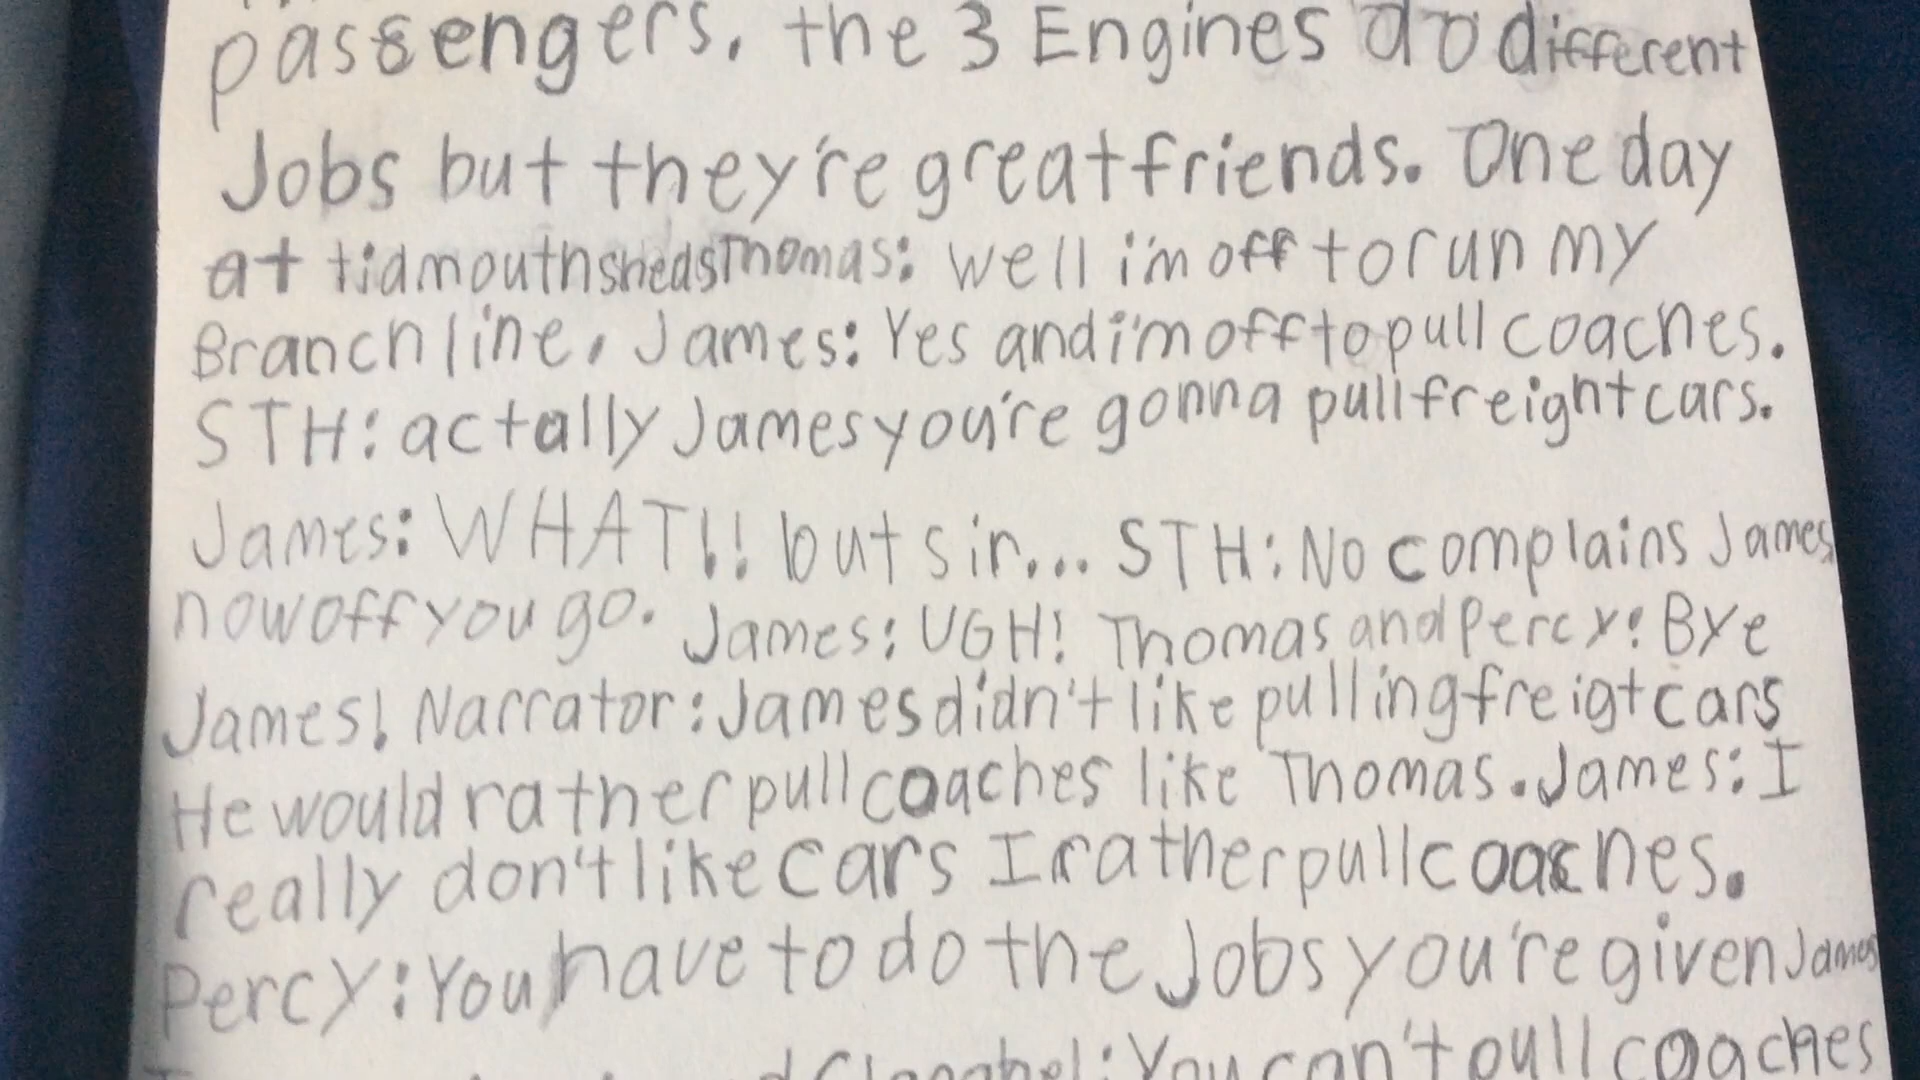 passengers. the 3 Engines do different
Jobs but they're great friends. One day
at tidmouth sheds Thomas: well i'm off to run my
Branch line. James: Yes and i'm off to pull coaches.
STH: actally James you're gonna pull freight cars.
James: WHAT!! but sir... STH: No complains James
now off you go. James: UGH! Thomas and Percy: Bye
James! Narrator: James didn't like pulling freigt cars
He would rather pull coaches like Thomas. James: I
really don't like cars I rather pull coaches.
Percy: You have to do the Jobs you're given James
Clarabel: You can't pull coaches